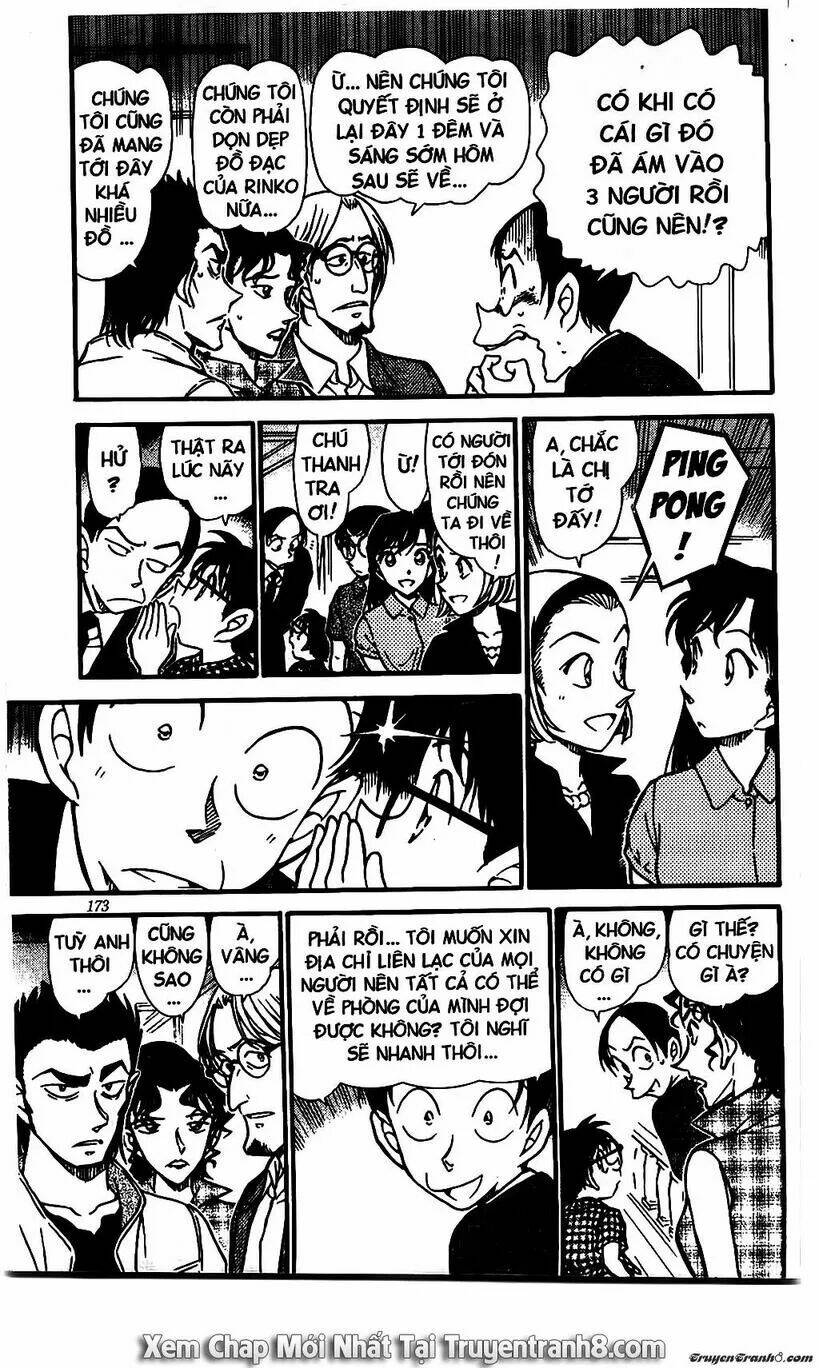 CÓ KHI CÓ
CÁI GÌ ĐÓ
ĐÃ ÁM VÀO
3 NGƯỜI RỒI
CŨNG NÊN!?
Ừ... NÊN CHÚNG TÔI
QUYẾT ĐỊNH SẼ Ở
LẠI ĐÂY 1 ĐÊM VÀ
SÁNG SỚM HÔM
SAU SẼ VỀ...
CHÚNG TÔI
CÒN PHẢI
DỌN DẸP
ĐỒ ĐẠC
CỦA RINKO
NỮA...
CHÚNG
TÔI CŨNG
ĐÃ MANG
TỚI ĐÂY
KHÁ
NHIỀU
ĐỒ ...
PING
PONG
!
A, CHẮC
LÀ CHỊ
TỚ
ĐẤY!
CÓ NGƯỜI
TỚI ĐÓN
RỒI NÊN
CHÚNG
TA ĐI VỀ
THÔI
!
Ừ!
CHÚ
THANH
TRA
ƠI!
THẬT RA
LÚC NÃY
...
HỬ
?
173
GÌ THẾ?
CÓ CHUYỆN
GÌ À?
À, KHÔNG,
KHÔNG
CÓ GÌ
...
PHẢI RỒI... TÔI MUỐN XIN
ĐỊA CHỈ LIÊN LẠC CỦA MỌI
NGƯỜI NÊN TẤT CẢ CÓ THỂ
VỀ PHÒNG CỦA MÌNH ĐỢI
ĐƯỢC KHÔNG? TÔI NGHĨ
SẼ NHANH THÔI...
À,
VÂNG
...
CŨNG
KHÔNG
SAO
...
TUỲ ANH
THÔI
...
Xem Chap Mới Nhất Tại Truyentranh8.com
TruyenTranh8.com